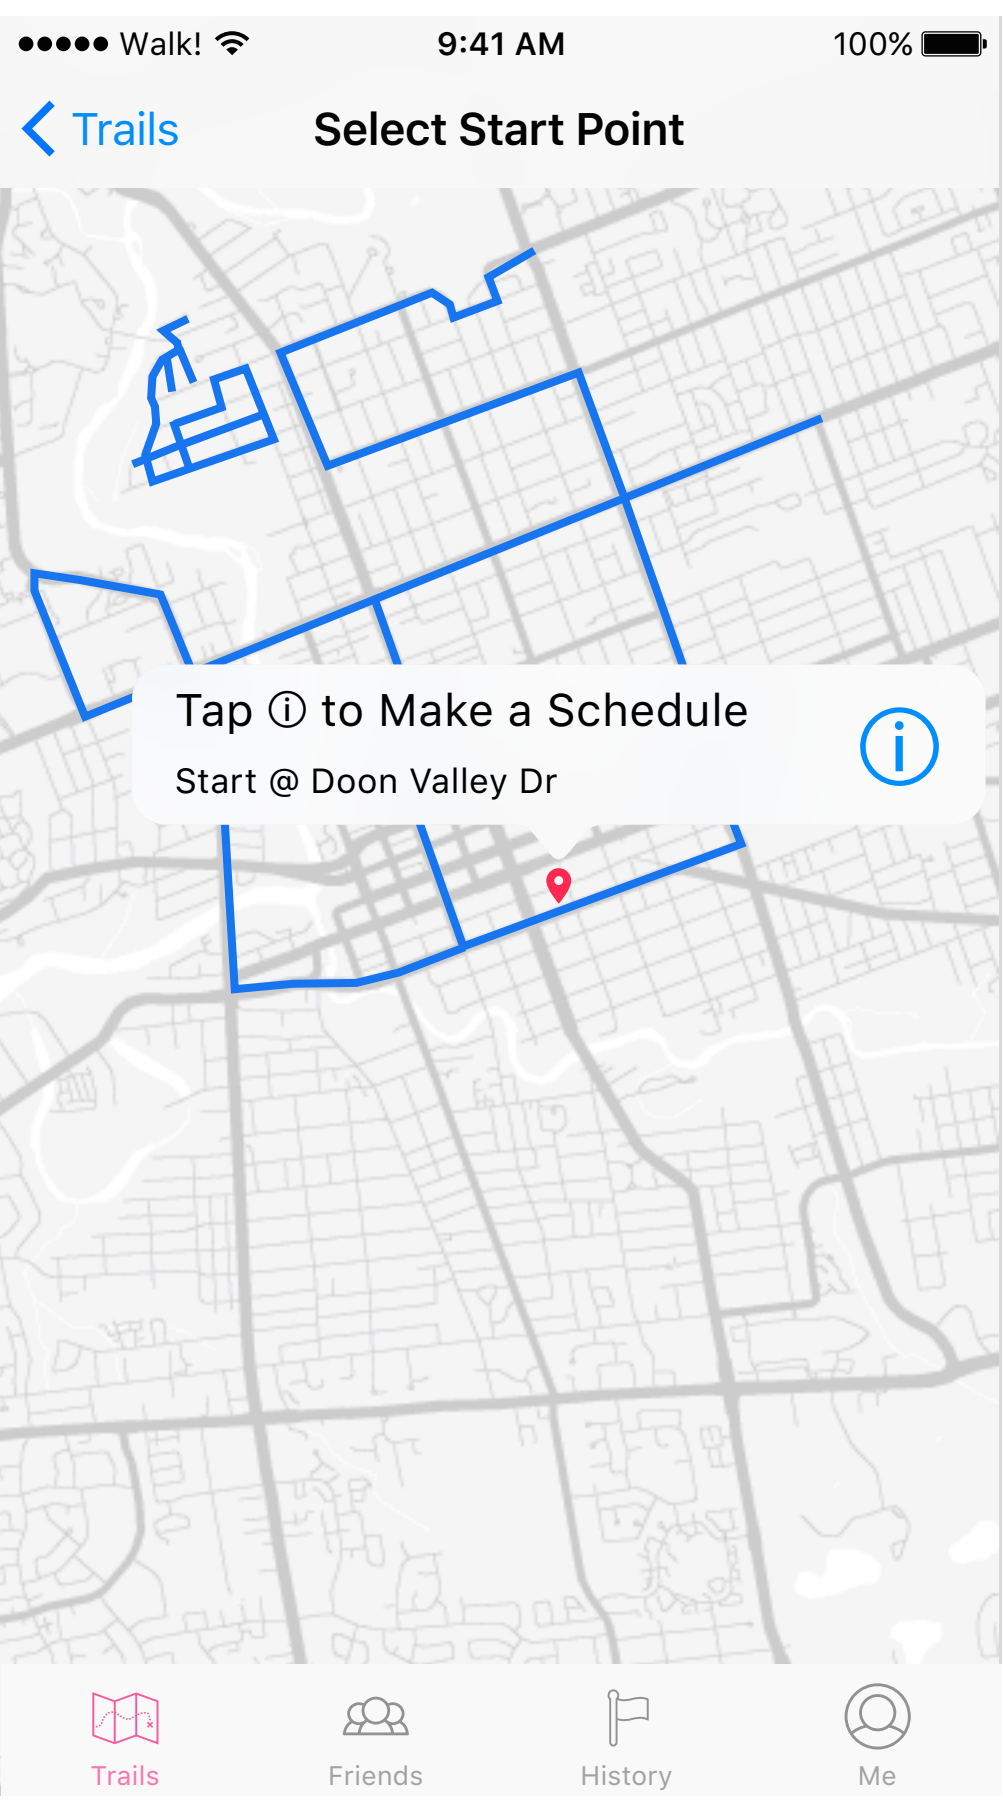 Walk! 9:41 AM 100%
Trails Select Start Point
Tap ⓘ to Make a Schedule
Start @ Doon Valley Dr
Trails Friends History Me